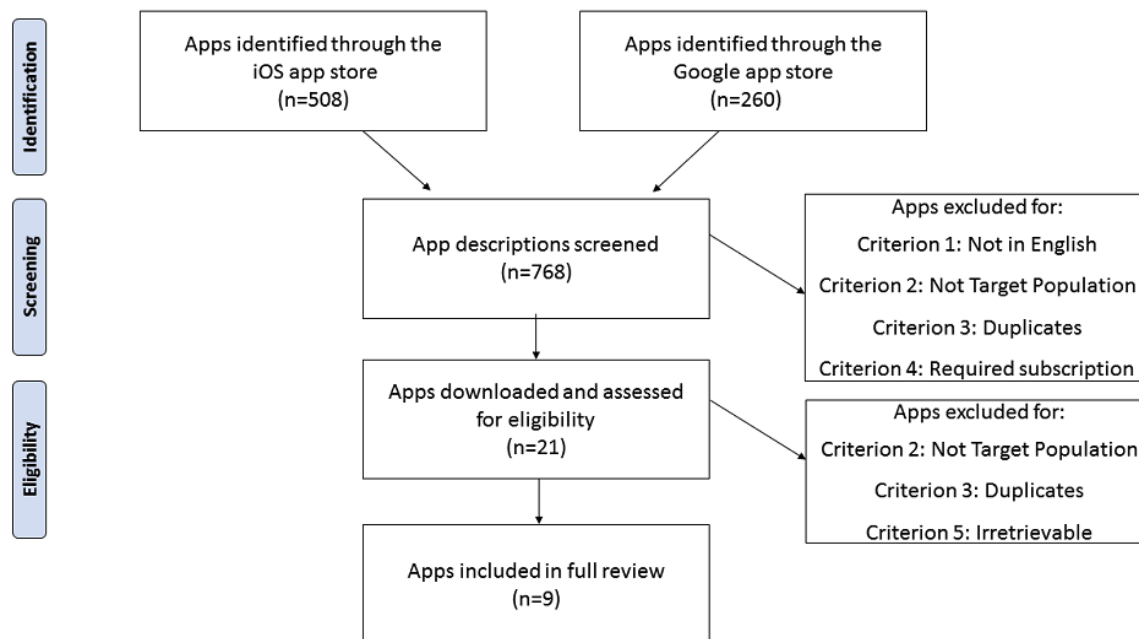 Identification
Apps identified through the
iOS app store
(n=508)
Apps identified through the
Google app store
(n=260)
Screening
App descriptions screened
(n=768)
Apps excluded for:
Criterion 1: Not in English
Criterion 2: Not Target Population
Criterion 3: Duplicates
Criterion 4: Required subscription
Eligibility
Apps downloaded and assessed
for eligibility
(n=21)
Apps excluded for:
Criterion 2: Not Target Population
Criterion 3: Duplicates
Criterion 5: Irretrievable
Apps included in full review
(n=9)